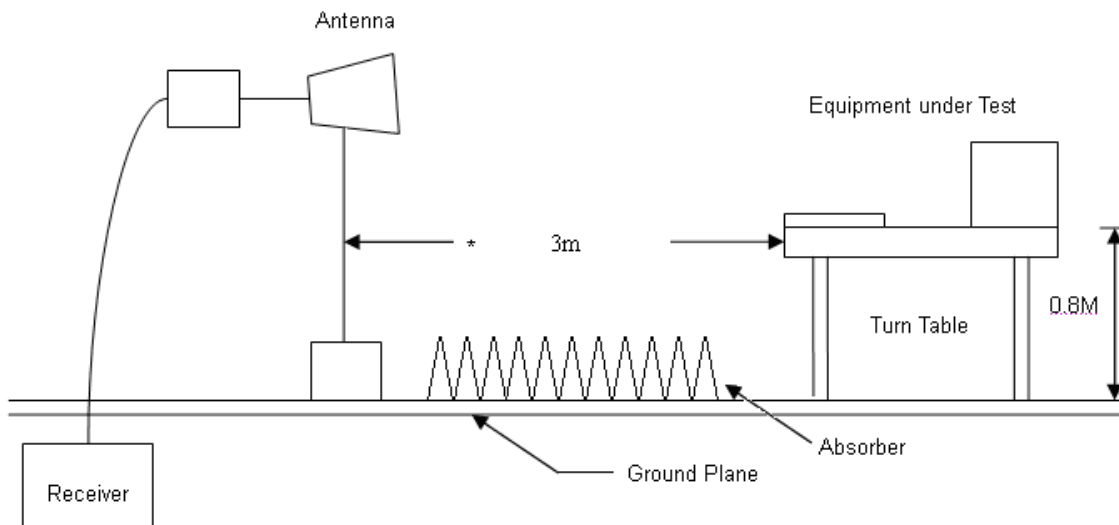 Antenna
Equipment under Test
* 3m
0.8M
Turn Table
Absorber
Ground Plane
Receiver